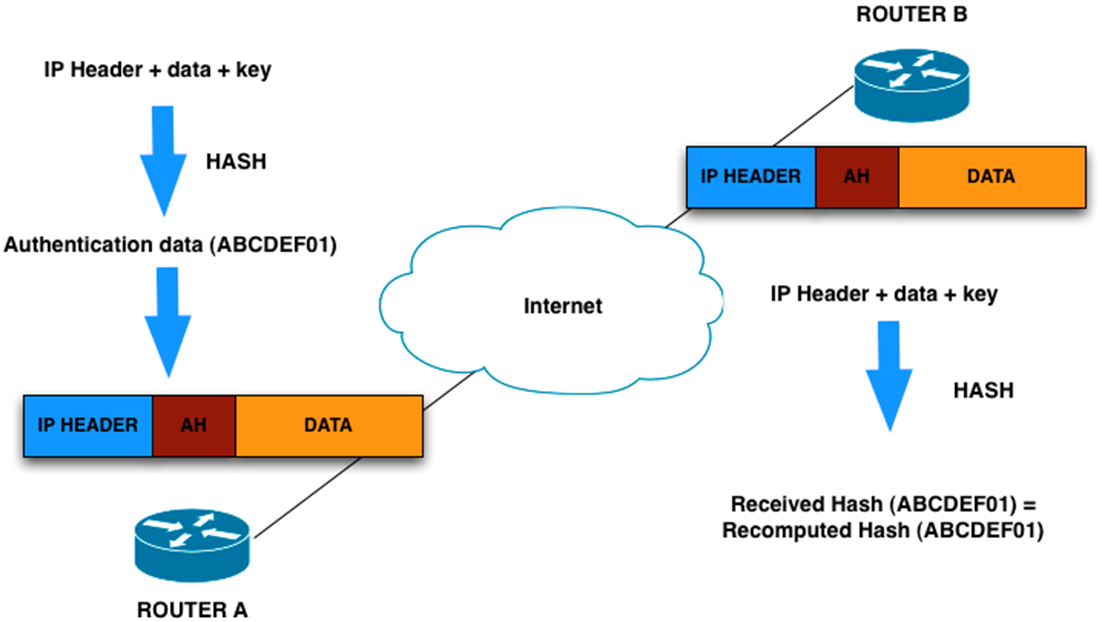 ROUTER B
IP Header + data + key
HASH
IP HEADER
AH
DATA
Authentication data (ABCDEF01)
Internet
IP Header + data + key
HASH
IP HEADER
AH
DATA
Received Hash (ABCDEF01) =
Recomputed Hash (ABCDEF01)
ROUTER A